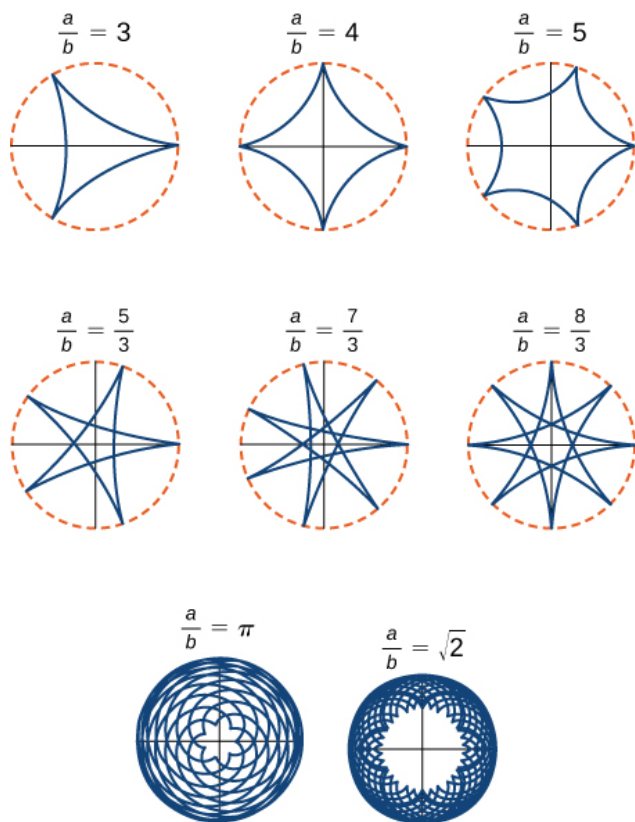 a/b = 3
a/b = 4
a/b = 5
a/b = 5/3
a/b = 7/3
a/b = 8/3
a/b = π
a/b = √2